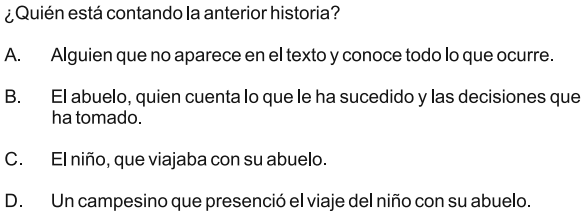 ¿Quién está contando la anterior historia?
A. Alguien que no aparece en el texto y conoce todo lo que ocurre.
B. El abuelo, quien cuenta lo que le ha sucedido y las decisiones que
ha tomado.
C. El niño, que viajaba con su abuelo.
D. Un campesino que presenció el viaje del niño con su abuelo.